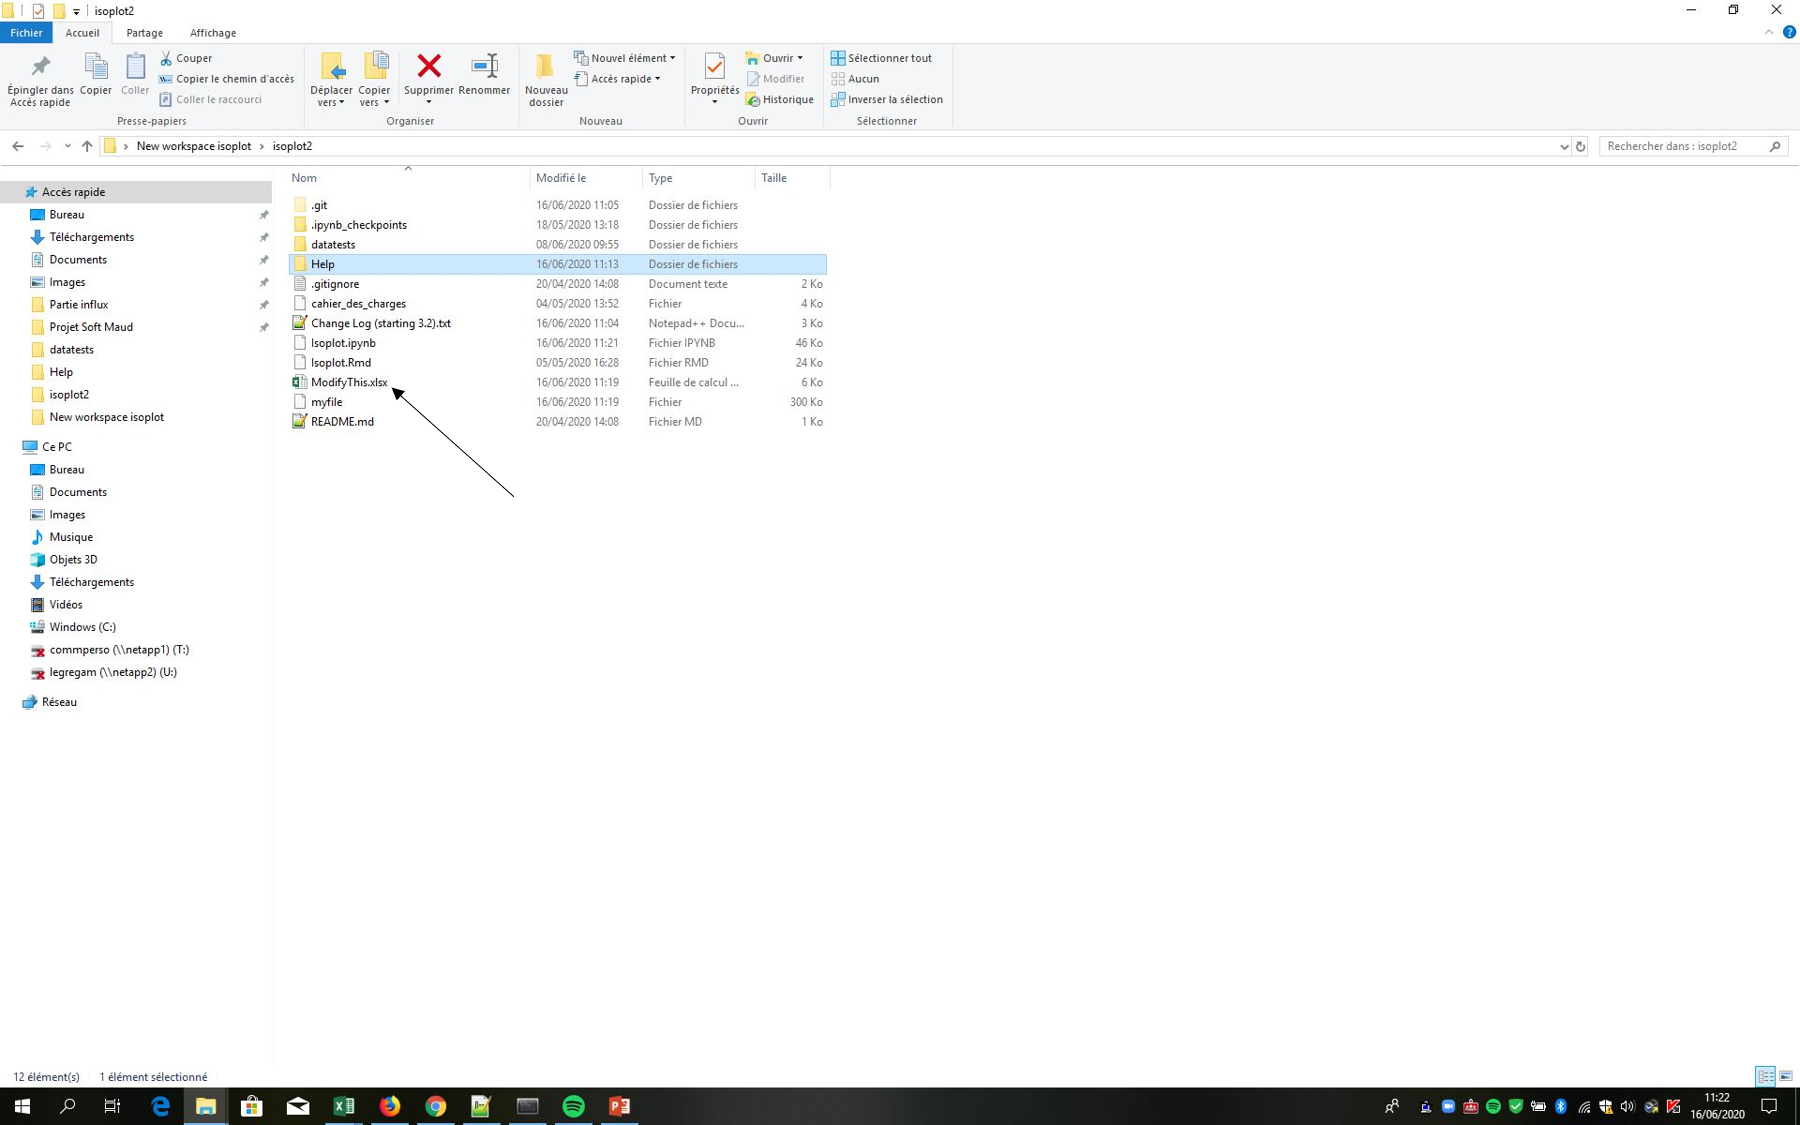 isoplot2
Fichier Accueil Partage Affichage
Épingler dans Accès rapide
Copier
Coller
Couper
Copier le chemin d'accès
Coller le raccourci
Presse-papiers
Déplacer vers
Copier vers
Supprimer
Renommer
Organiser
Nouveau dossier
Nouvel élément
Accès rapide
Nouveau
Propriétés
Ouvrir
Modifier
Historique
Ouvrir
Sélectionner tout
Aucun
Inverser la sélection
Sélectionner
New workspace isoplot › isoplot2
Rechercher dans : isoplot2
Accès rapide
Bureau
Téléchargements
Documents
Images
Partie influx
Projet Soft Maud
datatests
Help
isoplot2
New workspace isoplot
Ce PC
Bureau
Documents
Images
Musique
Objets 3D
Téléchargements
Vidéos
Windows (C:)
commperso (\\netapp1) (T:)
legregam (\\netapp2) (U:)
Réseau
Nom Modifié le Type Taille
.git 16/06/2020 11:05 Dossier de fichiers
.ipynb_checkpoints 18/05/2020 13:18 Dossier de fichiers
datatests 08/06/2020 09:55 Dossier de fichiers
Help 16/06/2020 11:13 Dossier de fichiers
.gitignore 20/04/2020 14:08 Document texte 2 Ko
cahier_des_charges 04/05/2020 13:52 Fichier 4 Ko
Change Log (starting 3.2).txt 16/06/2020 11:04 Notepad++ Docu... 3 Ko
Isoplot.ipynb 16/06/2020 11:21 Fichier IPYNB 46 Ko
Isoplot.Rmd 05/05/2020 16:28 Fichier RMD 24 Ko
ModifyThis.xlsx 16/06/2020 11:19 Feuille de calcul ... 6 Ko
myfile 16/06/2020 11:19 Fichier 300 Ko
README.md 20/04/2020 14:08 Fichier MD 1 Ko
12 élément(s) 1 élément sélectionné
11:22
16/06/2020